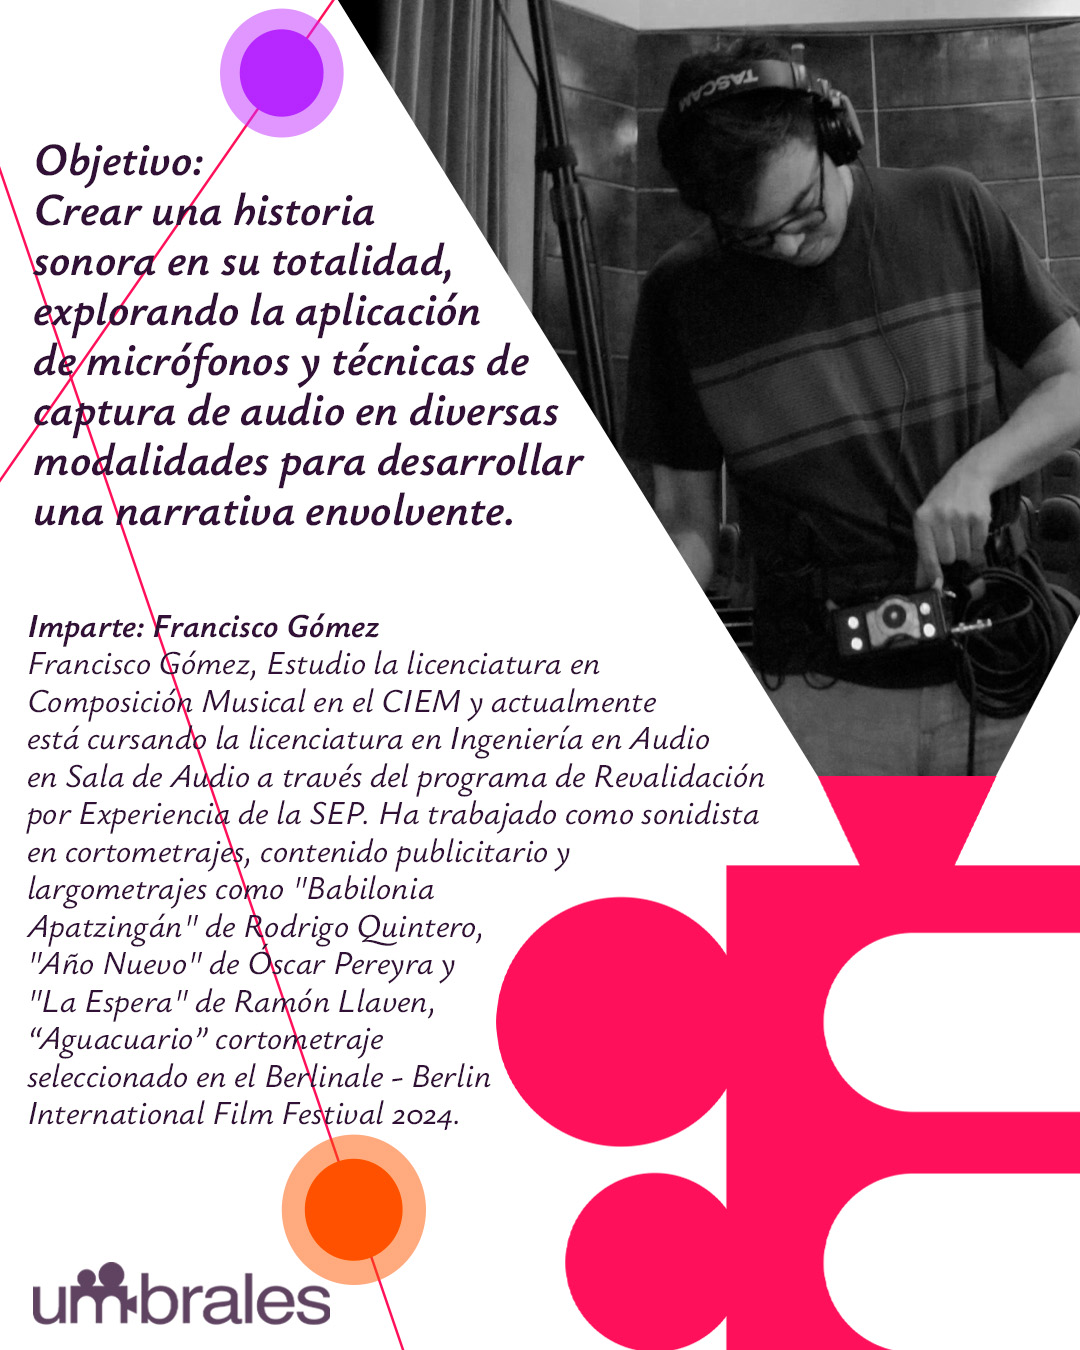 Objetivo:
Crear una historia
sonora en su totalidad,
explorando la aplicación
de micrófonos y técnicas de
captura de audio en diversas
modalidades para desarrollar
una narrativa envolvente.
Imparte: Francisco Gómez
Francisco Gómez, Estudio la licenciatura en
Composición Musical en el CIEM y actualmente
está cursando la licenciatura en Ingeniería en Audio
en Sala de Audio a través del programa de Revalidación
por Experiencia de la SEP. Ha trabajado como sonidista
en cortometrajes, contenido publicitario y
largometrajes como "Babilonia
Apatzingán" de Rodrigo Quintero,
"Año Nuevo" de Óscar Pereyra y
"La Espera" de Ramón Llaven,
“Aguacuario” cortometraje
seleccionado en el Berlinale - Berlin
International Film Festival 2024.
umbrales
TASCAM